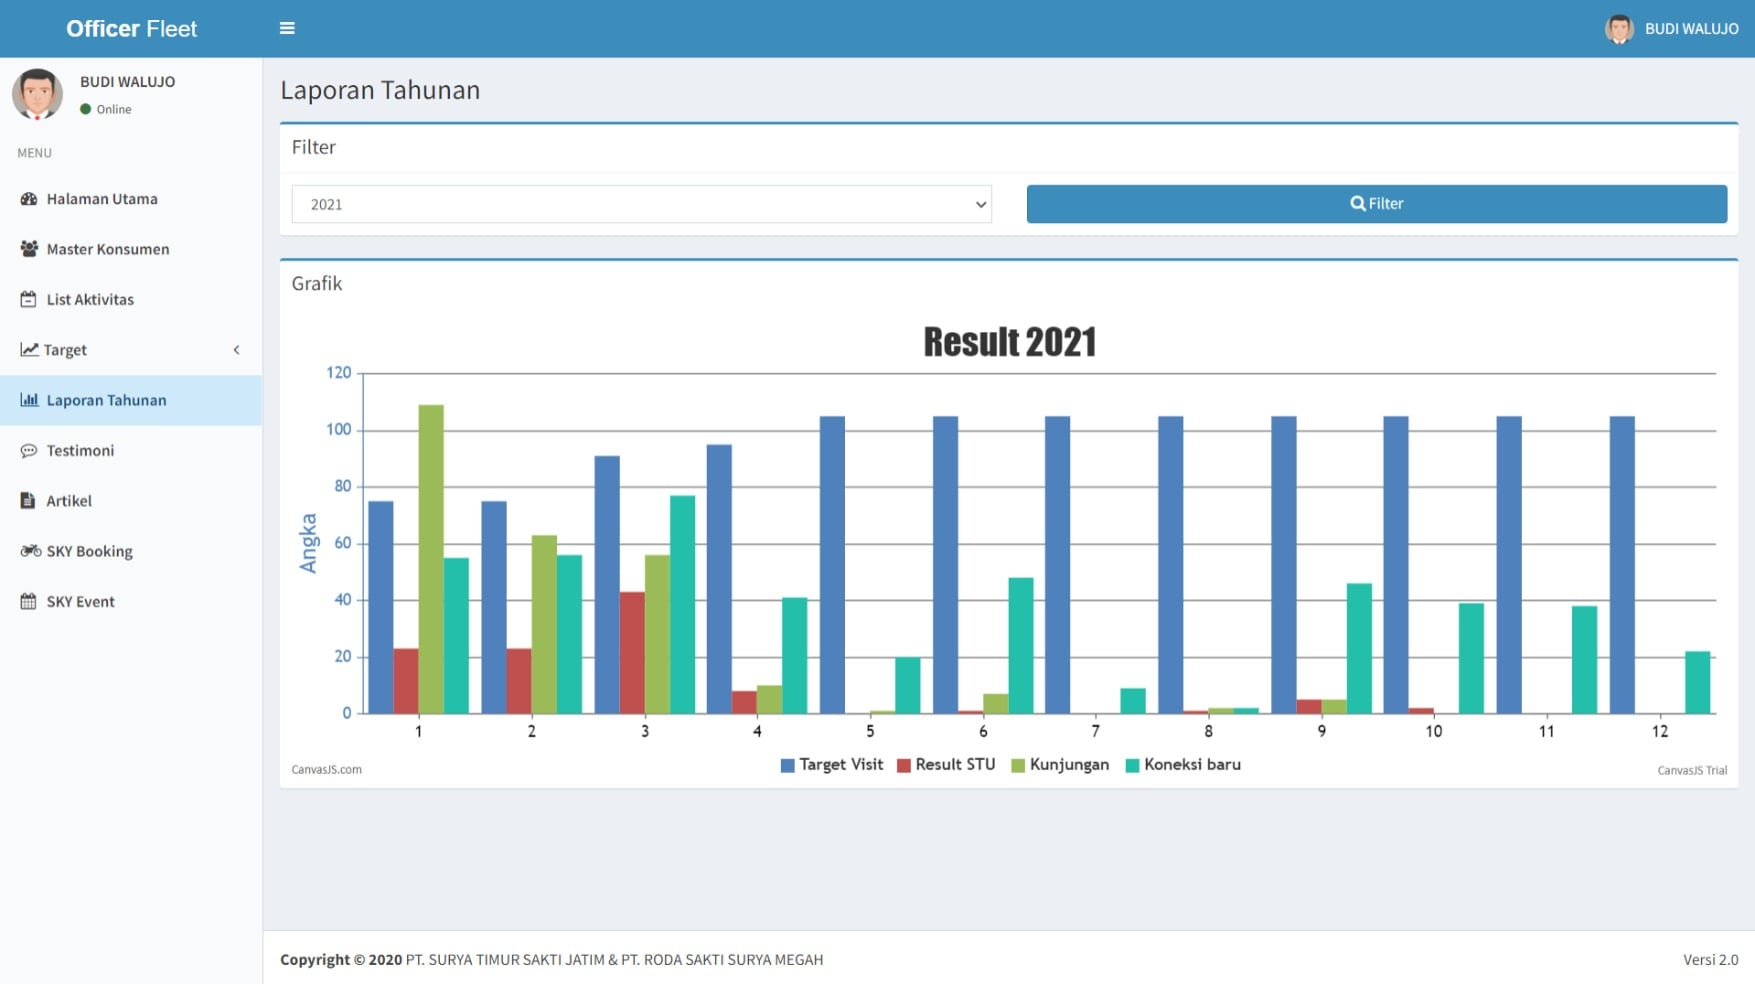 Officer Fleet
BUDI WALUJO
BUDI WALUJO
Online
MENU
Halaman Utama
Master Konsumen
List Aktivitas
Target
Laporan Tahunan
Testimoni
Artikel
SKY Booking
SKY Event
Laporan Tahunan
Filter
2021
Filter
Grafik
Result 2021
120
100
80
60
40
20
0
Angka
1 2 3 4 5 6 7 8 9 10 11 12
Target Visit Result STU Kunjungan Koneksi baru
CanvasJS.com
CanvasJS Trial
Copyright © 2020 PT. SURYA TIMUR SAKTI JATIM & PT. RODA SAKTI SURYA MEGAH
Versi 2.0